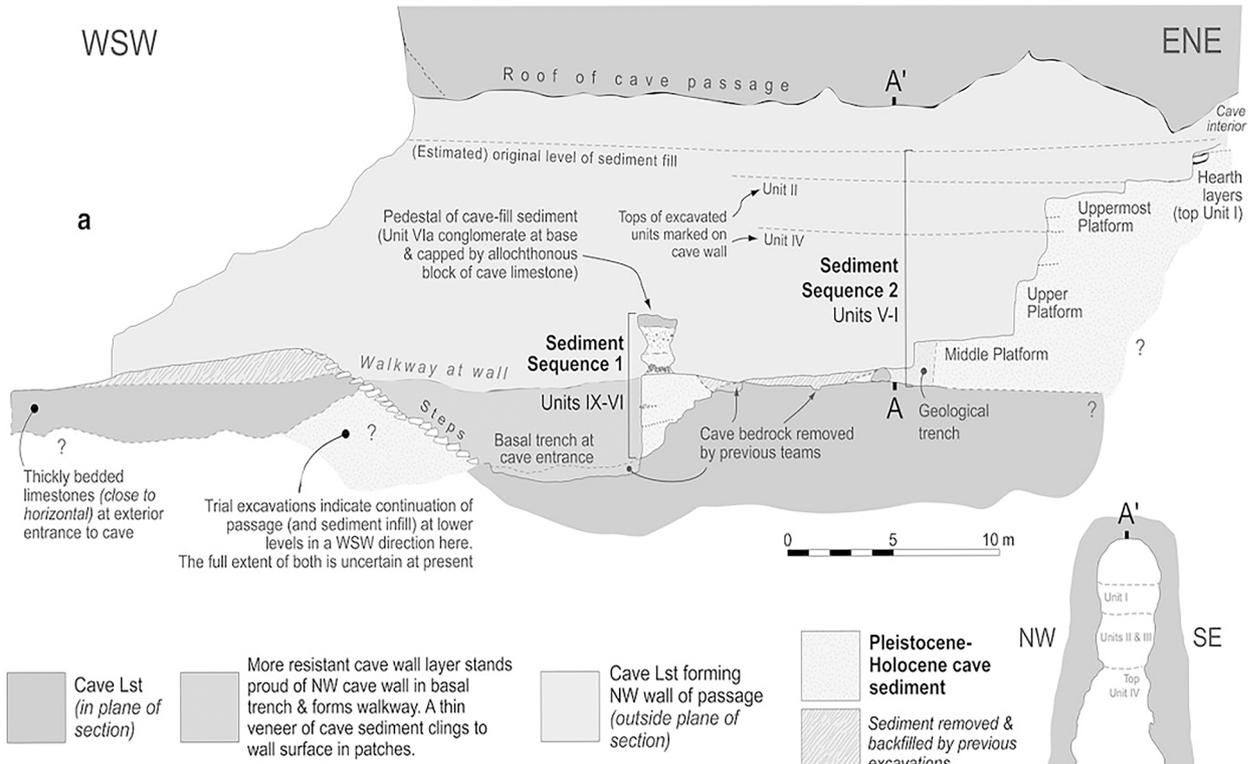 WSW
ENE
Roof of cave passage
A'
Cave
interior
(Estimated) original level of sediment fill
Hearth
layers
(top Unit I)
Unit II
a
Pedestal of cave-fill sediment
(Unit VIa conglomerate at base
& capped by allochthonous
block of cave limestone)
Tops of excavated
units marked on
cave wall
Unit IV
Uppermost
Platform
Sediment
Sequence 2
Units V-I
Upper
Platform
Sediment
Sequence 1
Units IX-VI
Walkway at wall
Middle Platform
?
Steps
A
Geological
trench
?
?
?
Basal trench at
cave entrance
Cave bedrock removed
by previous teams
Thickly bedded
limestones (close to
horizontal) at exterior
entrance to cave
Trial excavations indicate continuation of
passage (and sediment infill) at lower
levels in a WSW direction here.
The full extent of both is uncertain at present
0 5 10 m
A'
NW
SE
Unit I
Units II & III
Top
Unit IV
Cave Lst
(in plane of
section)
More resistant cave wall layer stands
proud of NW cave wall in basal
trench & forms walkway. A thin
veneer of cave sediment clings to
wall surface in patches.
Cave Lst forming
NW wall of passage
(outside plane of
section)
Pleistocene-
Holocene cave
sediment
Sediment removed &
backfilled by previous
excavations